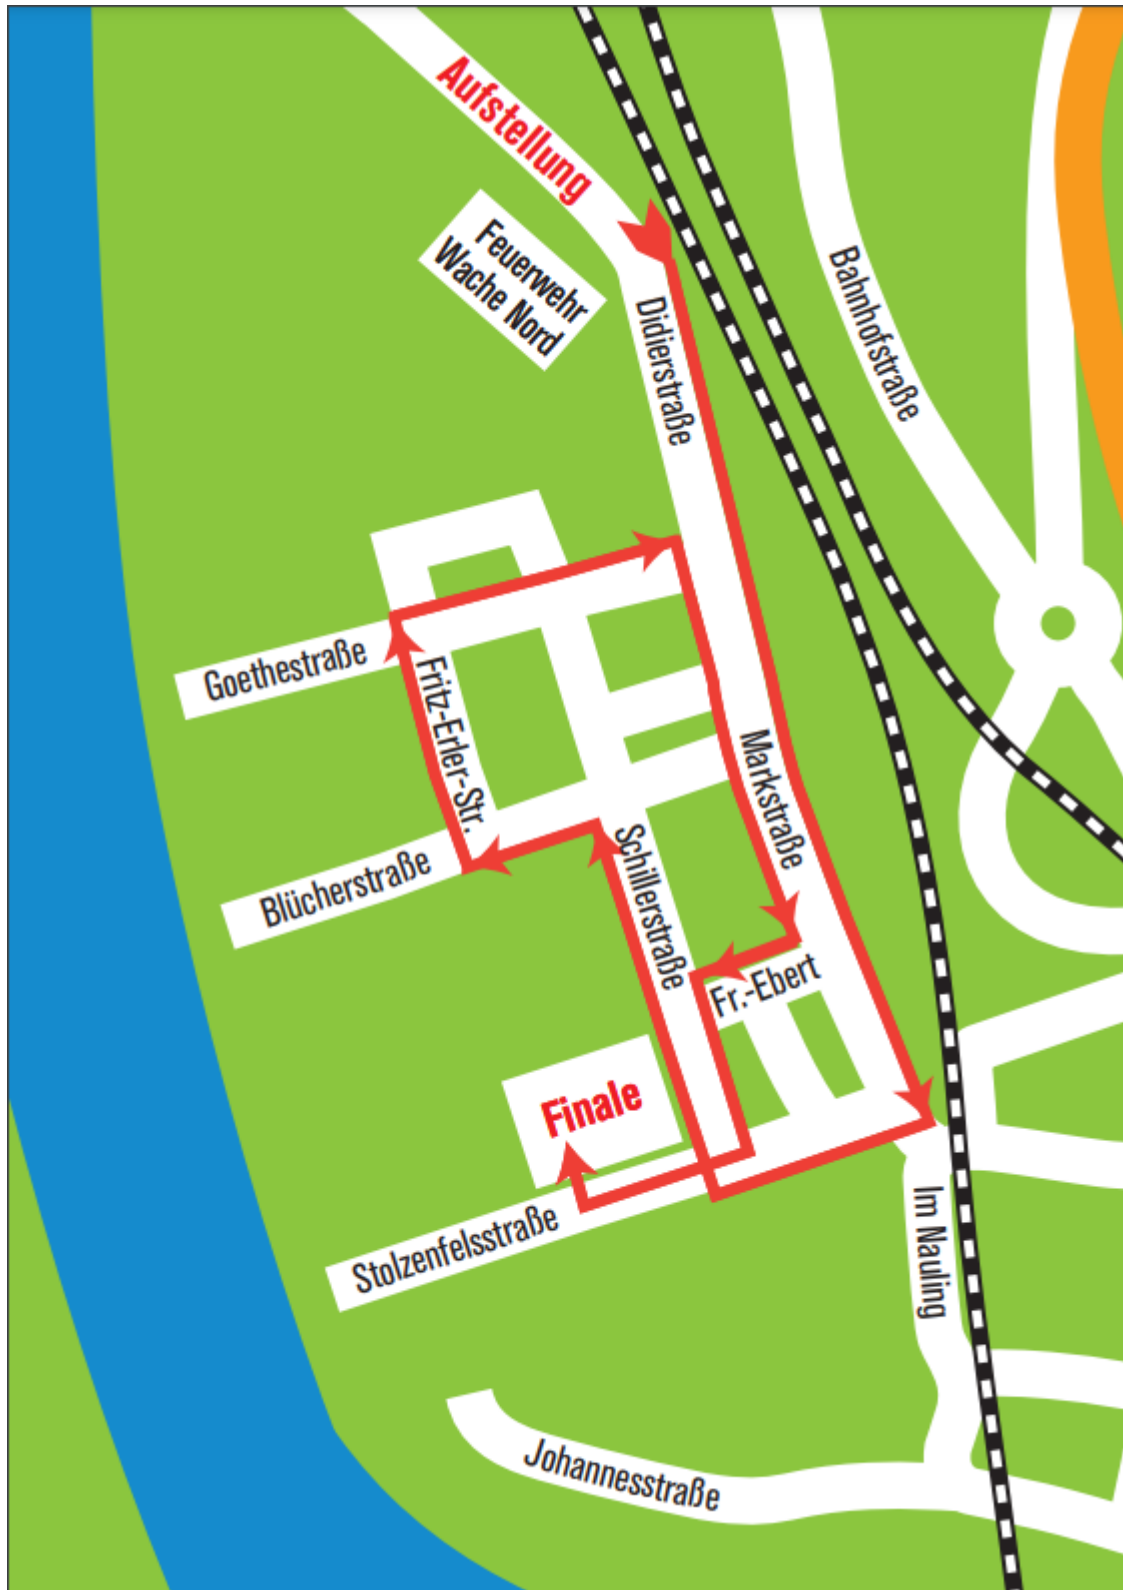 Aufstellung
Feuerwehr
Wache Nord
Didierstraße
Bahnhofstraße
Goethestraße
Fritz-Erler-Str.
Markstraße
Blücherstraße
Schillerstraße
Fr.-Ebert
Finale
Stolzenfelsstraße
Im Nauling
Johannesstraße